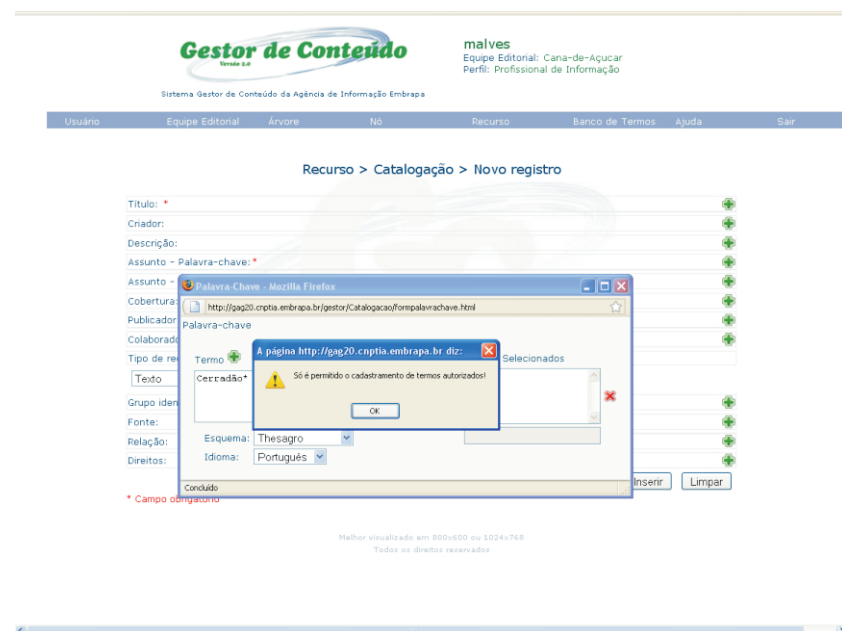 Gestor de Conteúdo
Versão 2.0
Sistema Gestor de Conteúdo da Agência de Informação Embrapa
malves
Equipe Editorial: Cana-de-Açucar
Perfil: Profissional de Informação
Usuário Equipe Editorial Árvore Nó Recurso Banco de Termos Ajuda Sair
Recurso > Catalogação > Novo registro
Título: *
Criador:
Descrição:
Assunto - Palavra-chave: *
Assunto -
Cobertura:
Publicador
Colaborado
Tipo de re
Texto
Grupo iden
Fonte:
Relação:
Direitos:
Palavra-Chave - Mozilla Firefox
http://gag20.cnptia.embrapa.br/gestor/Catalogacao/formpalavrachave.html
Palavra-chave
Termo
Selecionados
Cerradão*
A página http://gag20.cnptia.embrapa.br diz:
Só é permitido o cadastramento de termos autorizados!
OK
Esquema: Thesagro
Idioma: Português
Concluído
Inserir Limpar
* Campo obrigatório
Melhor visualizado em 800x600 ou 1024x768
Todos os direitos reservados